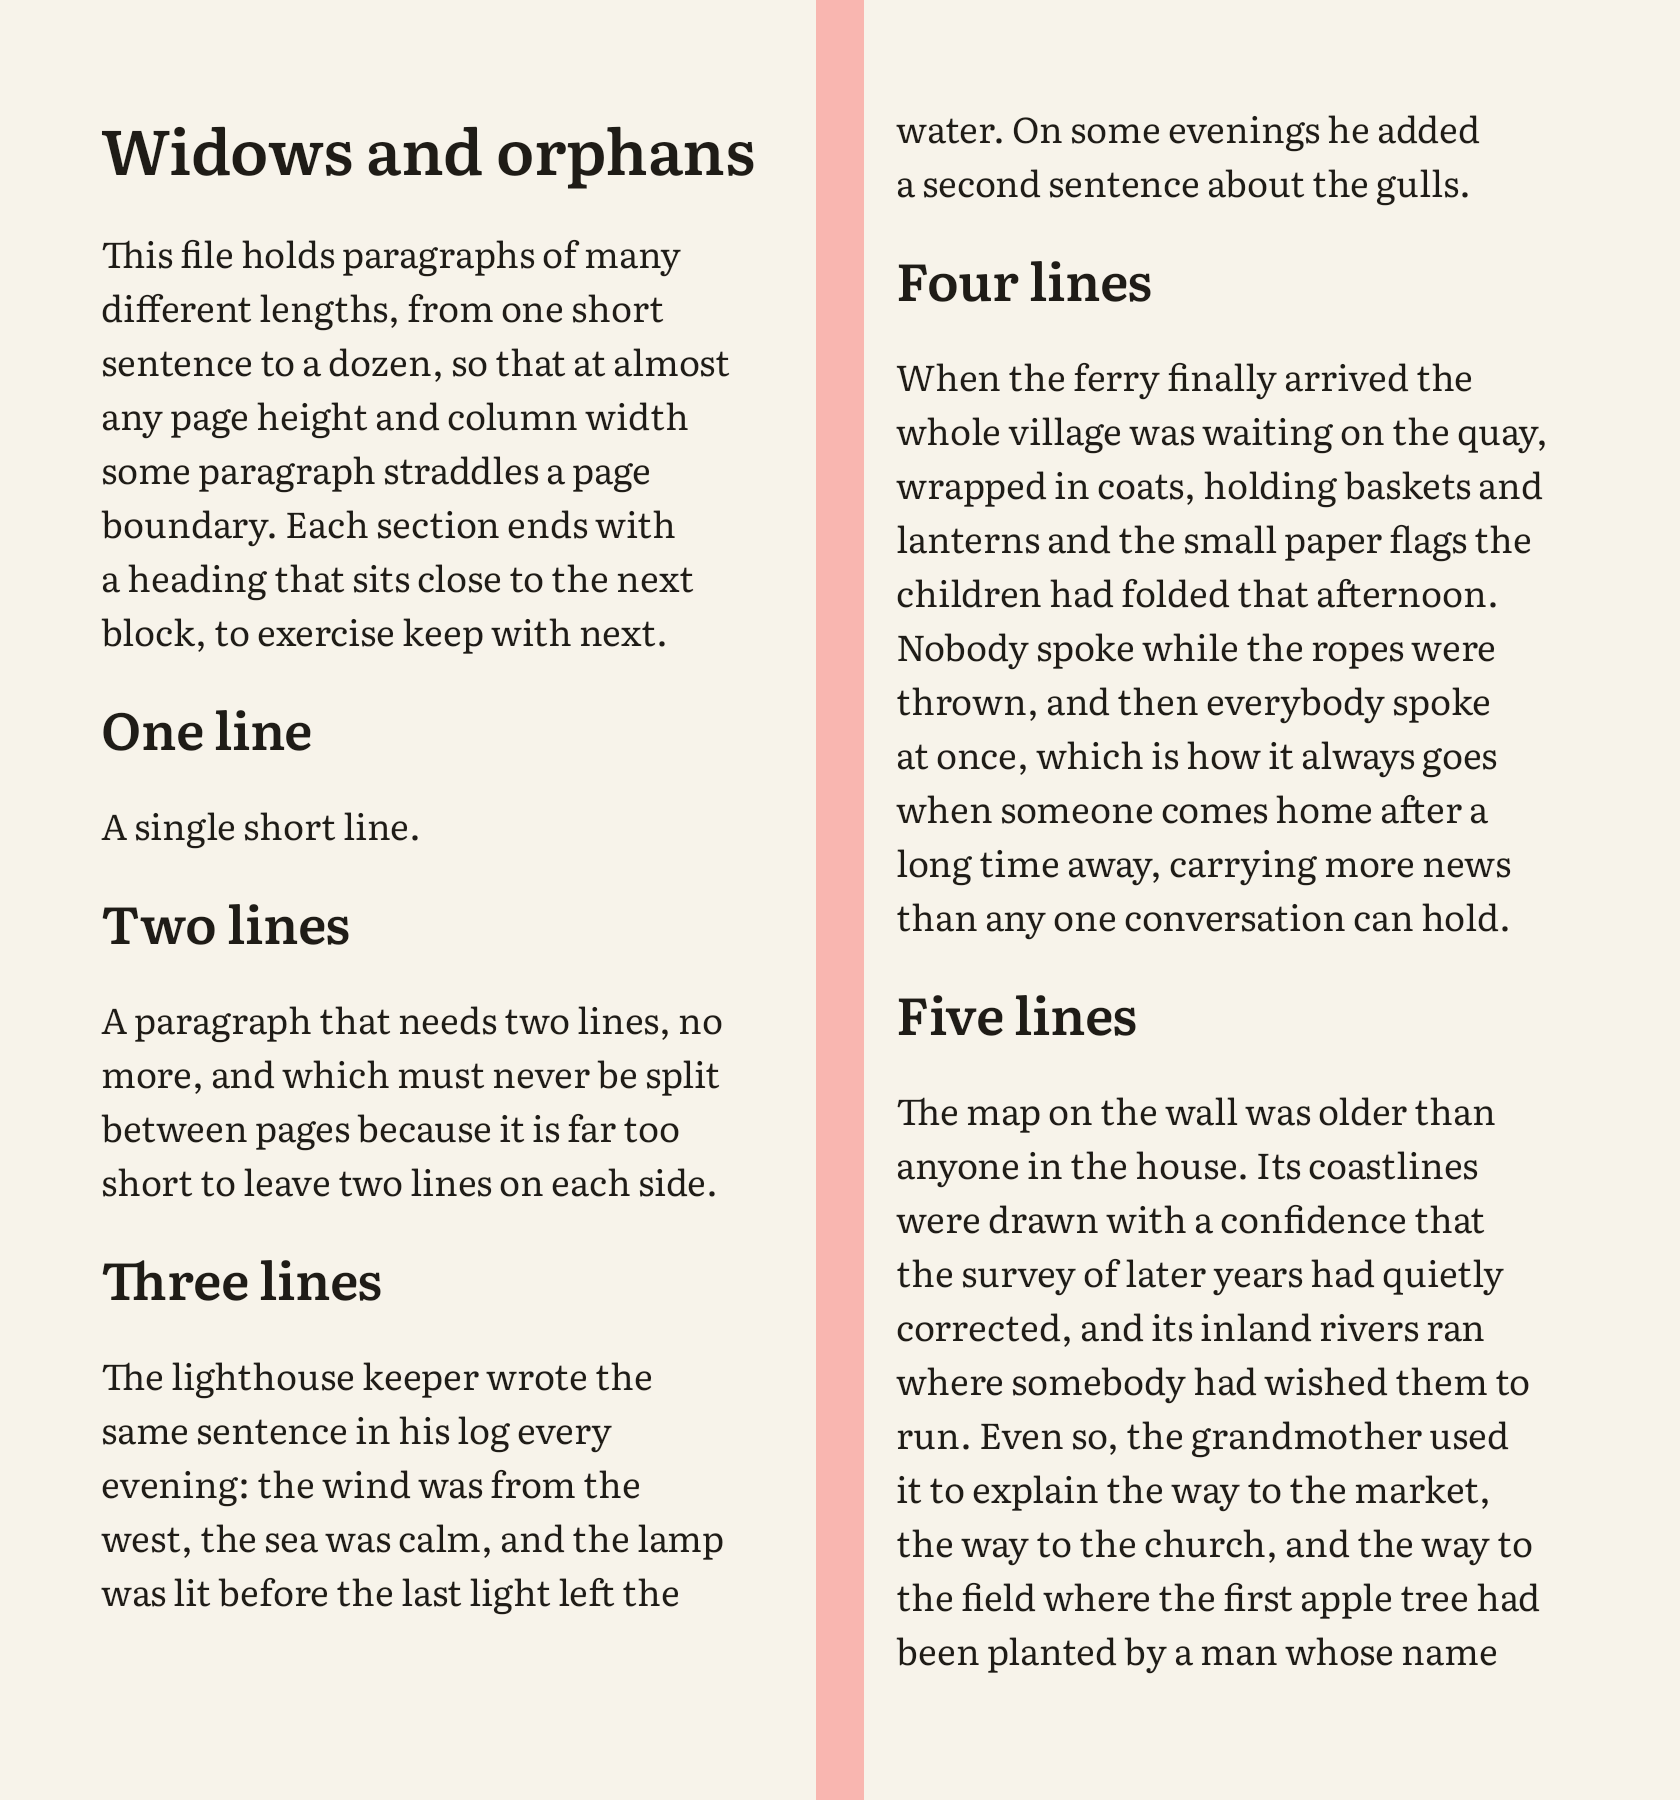 Widows and orphans
This file holds paragraphs of many
different lengths, from one short
sentence to a dozen, so that at almost
any page height and column width
some paragraph straddles a page
boundary. Each section ends with
a heading that sits close to the next
block, to exercise keep with next.
One line
A single short line.
Two lines
A paragraph that needs two lines, no
more, and which must never be split
between pages because it is far too
short to leave two lines on each side.
Three lines
The lighthouse keeper wrote the
same sentence in his log every
evening: the wind was from the
west, the sea was calm, and the lamp
was lit before the last light left the
water. On some evenings he added
a second sentence about the gulls.
Four lines
When the ferry finally arrived the
whole village was waiting on the quay,
wrapped in coats, holding baskets and
lanterns and the small paper flags the
children had folded that afternoon.
Nobody spoke while the ropes were
thrown, and then everybody spoke
at once, which is how it always goes
when someone comes home after a
long time away, carrying more news
than any one conversation can hold.
Five lines
The map on the wall was older than
anyone in the house. Its coastlines
were drawn with a confidence that
the survey of later years had quietly
corrected, and its inland rivers ran
where somebody had wished them to
run. Even so, the grandmother used
it to explain the way to the market,
the way to the church, and the way to
the field where the first apple tree had
been planted by a man whose name